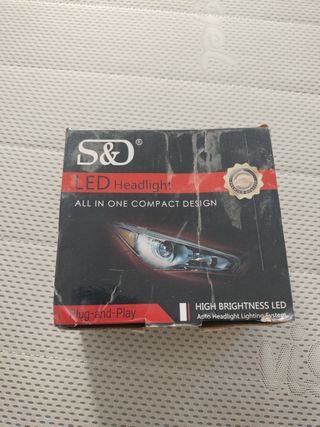 S&D®
LED Headlight
ALL IN ONE COMPACT DESIGN
Plug-and-Play
HIGH BRIGHTNESS LED
Auto Headlight Lighting System